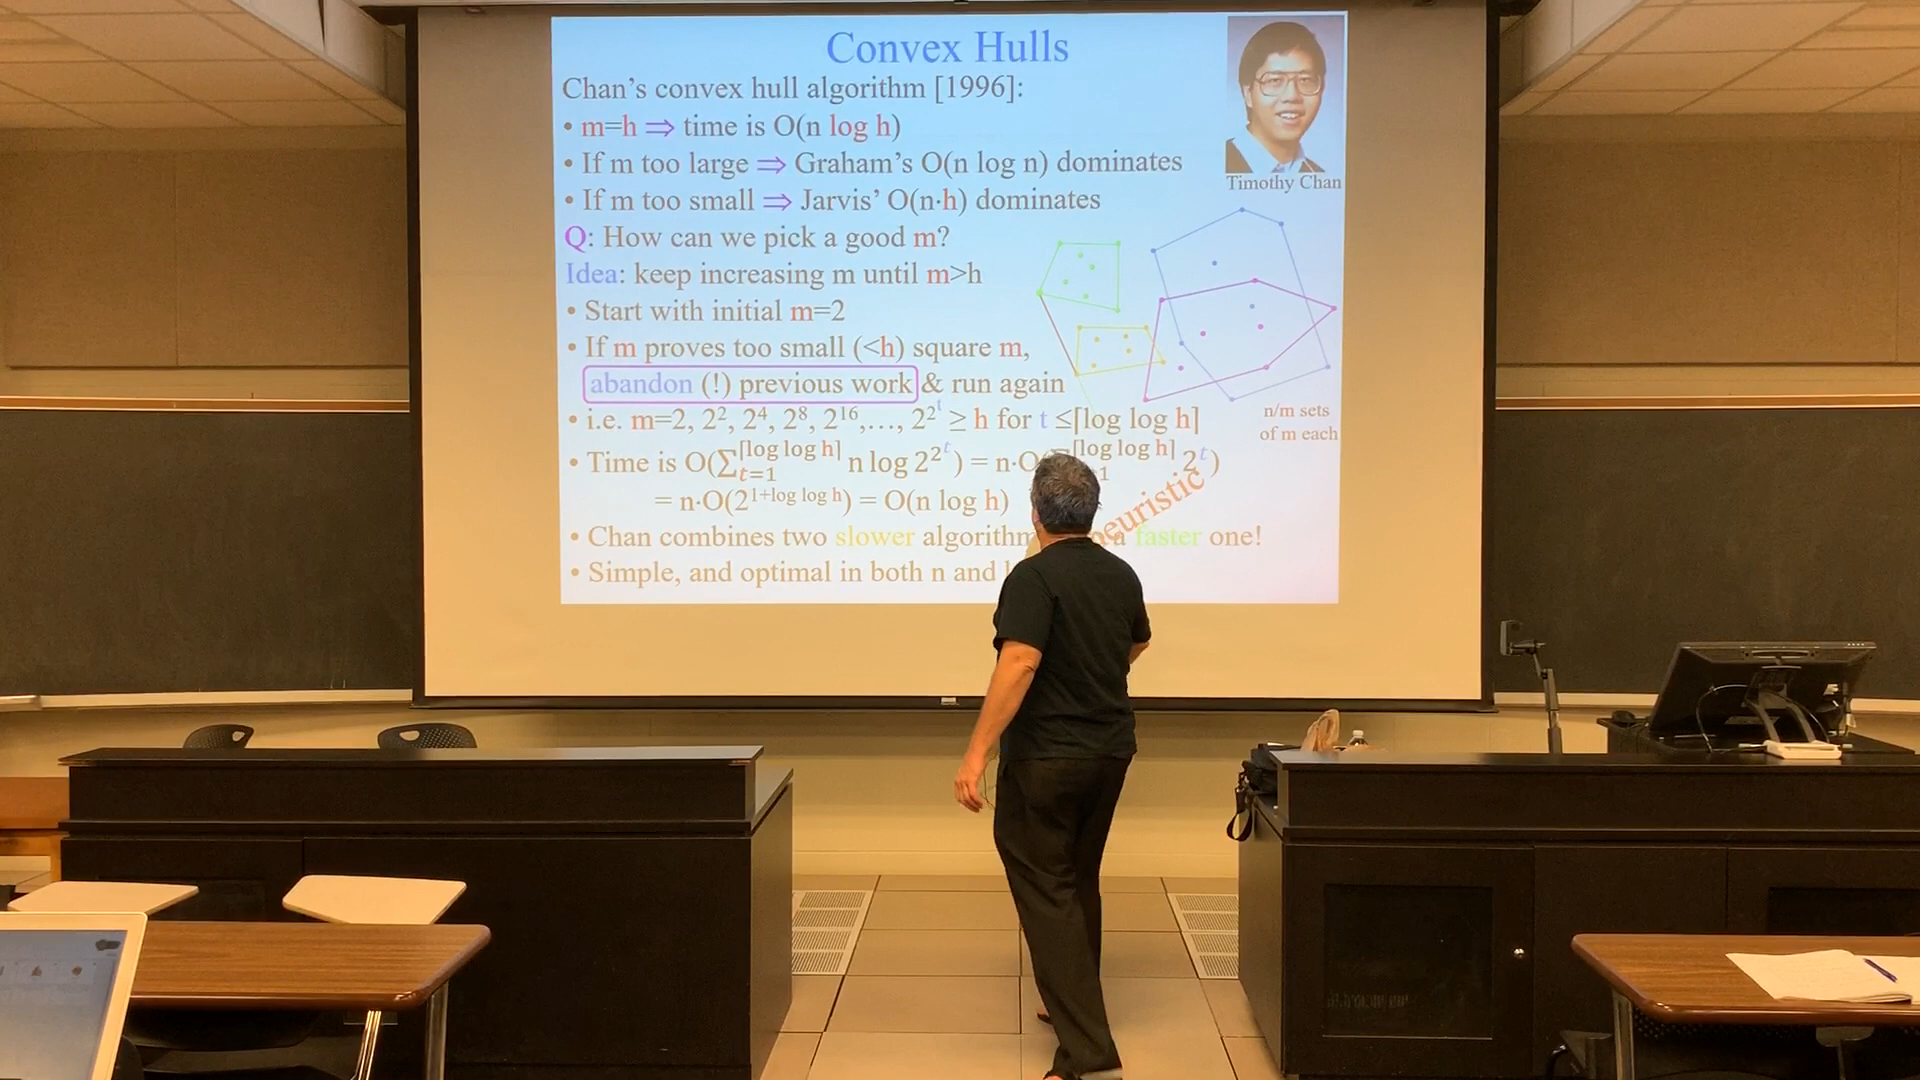 Convex Hulls
Chan's convex hull algorithm [1996]:
• m=h ⇒ time is O(n log h)
• If m too large ⇒ Graham's O(n log n) dominates
• If m too small ⇒ Jarvis' O(n·h) dominates
Timothy Chan
Q: How can we pick a good m?
Idea: keep increasing m until m>h
• Start with initial m=2
• If m proves too small (<h) square m,
abandon (!) previous work & run again
• i.e. m=2, 2², 2⁴, 2⁸, 2¹⁶,…, 2^2^t ≥ h for t ≤⌈log log h⌉
n/m sets
of m each
• Time is O(∑_{t=1}^{⌈log log h⌉} n log 2^2^t) = n·O( ⌈log log h⌉ 2^t)
= n·O(2^{1+log log h}) = O(n log h)
• Chan combines two slower a faster one!
• Simple, and optimal in both n and